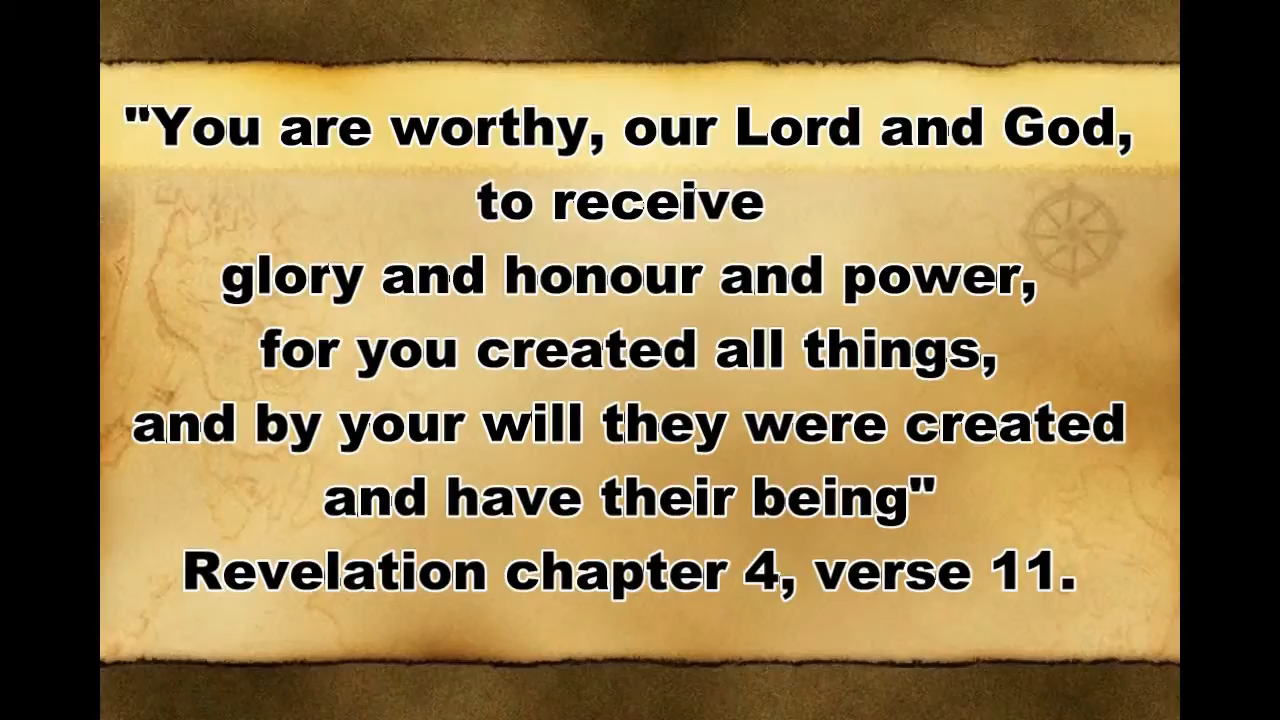 "You are worthy, our Lord and God,
to receive
glory and honour and power,
for you created all things,
and by your will they were created
and have their being"
Revelation chapter 4, verse 11.